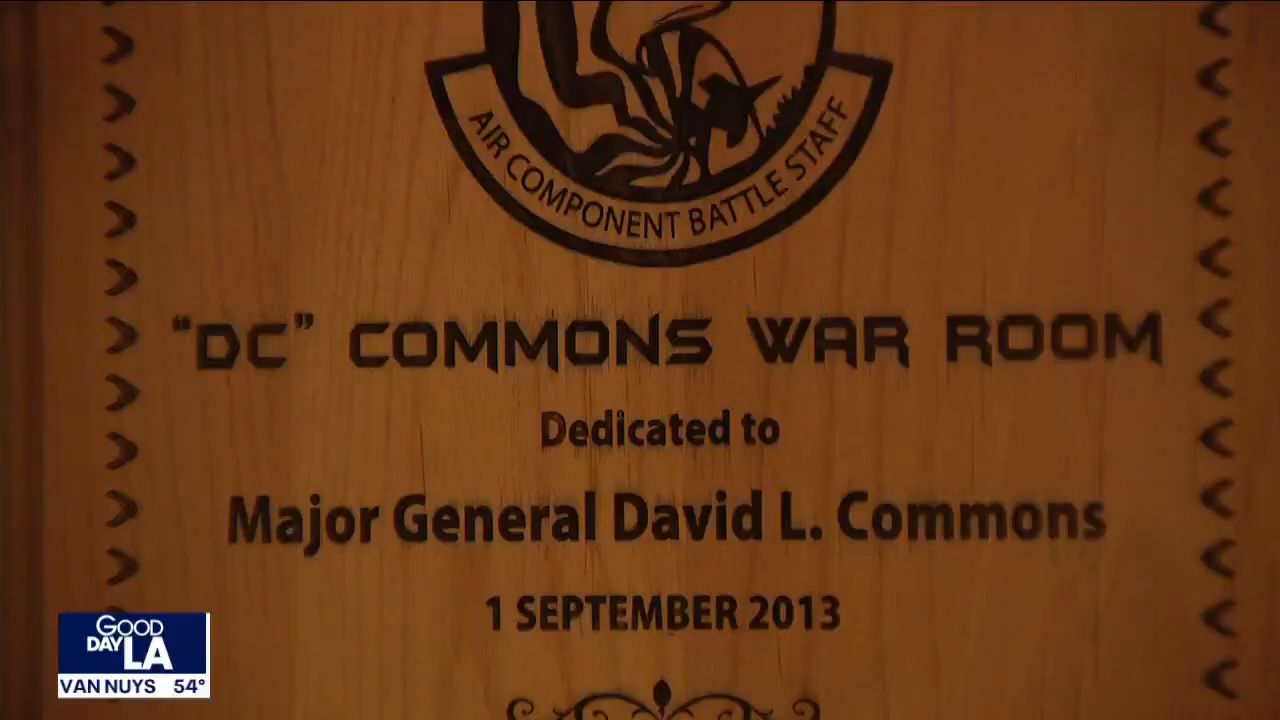 AIR COMPONENT BATTLE STAFF
"DC" COMMONS WAR ROOM
Dedicated to
Major General David L. Commons
1 SEPTEMBER 2013
GOOD
DAY LA
VAN NUYS 54°